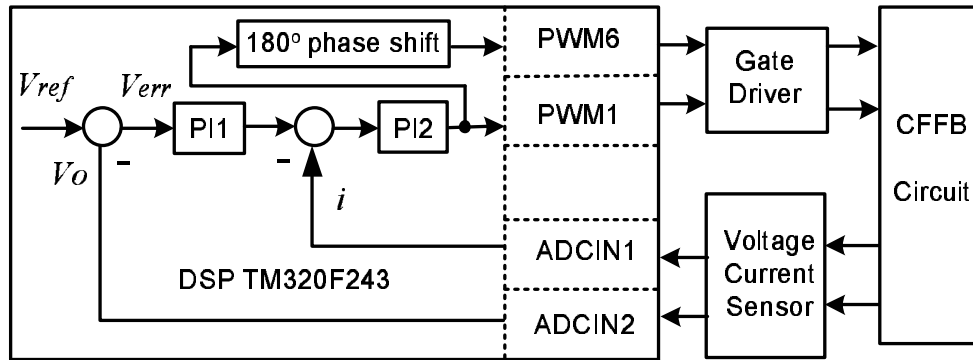 180° phase shift
PWM6
Gate
Driver
Vref
Verr
PI1
PI2
PWM1
CFFB
Circuit
-
-
Vo
i
ADCIN1
Voltage
Current
Sensor
DSP TM320F243
ADCIN2